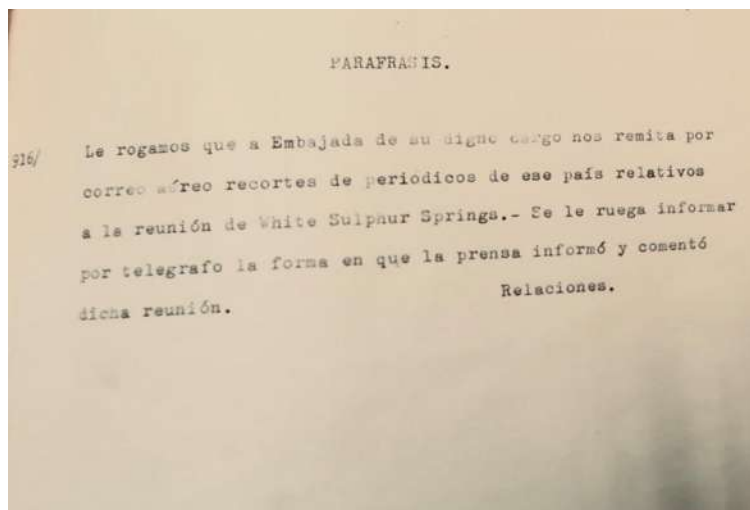 PARAFRASIS.
916/ Le rogamos que a Embajada de su digno cargo nos remita por
correo aéreo recortes de periodicos de ese país relativos
a la reunión de White Sulphur Springs.- Se le ruega informar
por telegrafo la forma en que la prensa informó y comentó
dicha reunión.
Relaciones.